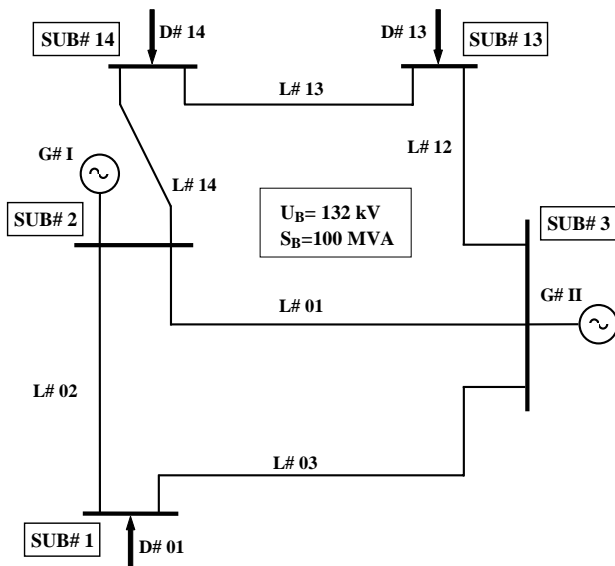 D# 14
D# 13
SUB# 14
SUB# 13
L# 13
G# I
L# 12
L# 14
U_B= 132 kV
S_B=100 MVA
SUB# 2
SUB# 3
G# II
L# 01
L# 02
L# 03
SUB# 1
D# 01